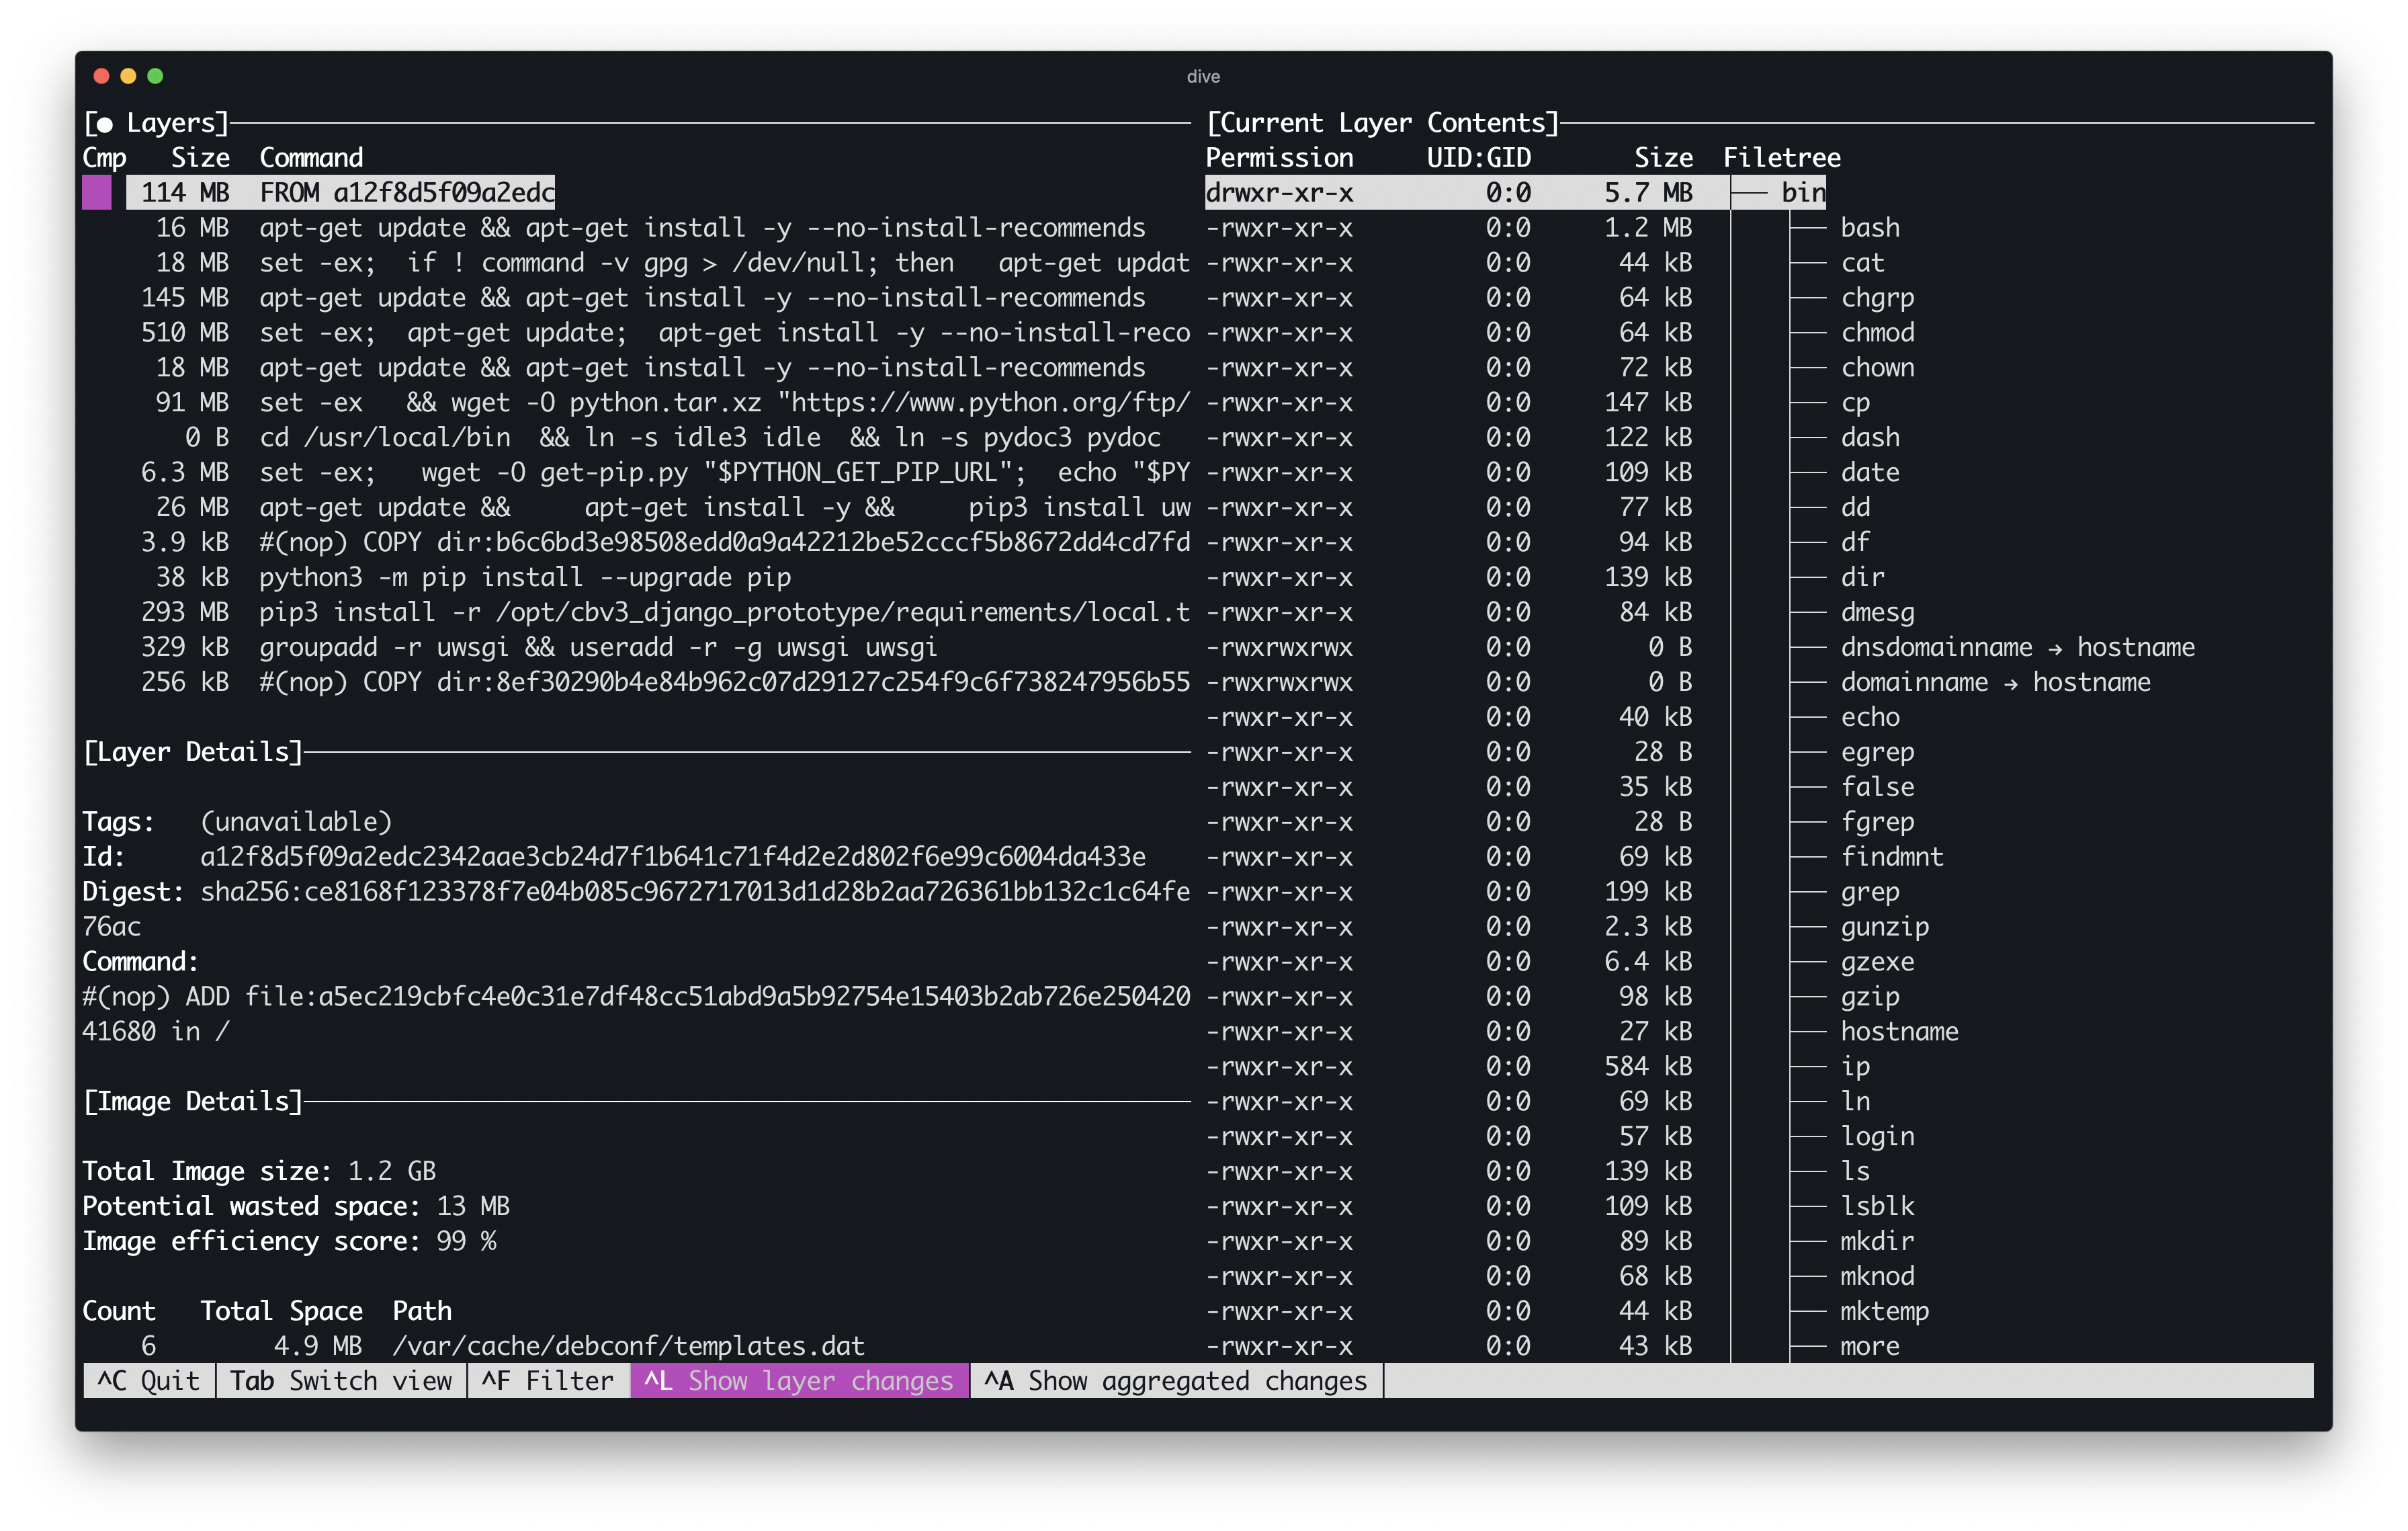 dive
[● Layers]
Cmp Size Command
114 MB FROM a12f8d5f09a2edc
16 MB apt-get update && apt-get install -y --no-install-recommends
18 MB set -ex; if ! command -v gpg > /dev/null; then apt-get updat
145 MB apt-get update && apt-get install -y --no-install-recommends
510 MB set -ex; apt-get update; apt-get install -y --no-install-reco
18 MB apt-get update && apt-get install -y --no-install-recommends
91 MB set -ex && wget -O python.tar.xz "https://www.python.org/ftp/
0 B cd /usr/local/bin && ln -s idle3 idle && ln -s pydoc3 pydoc
6.3 MB set -ex; wget -O get-pip.py "$PYTHON_GET_PIP_URL"; echo "$PY
26 MB apt-get update && apt-get install -y && pip3 install uw
3.9 kB #(nop) COPY dir:b6c6bd3e98508edd0a9a42212be52cccf5b8672dd4cd7fd
38 kB python3 -m pip install --upgrade pip
293 MB pip3 install -r /opt/cbv3_django_prototype/requirements/local.t
329 kB groupadd -r uwsgi && useradd -r -g uwsgi uwsgi
256 kB #(nop) COPY dir:8ef30290b4e84b962c07d29127c254f9c6f738247956b55
[Layer Details]
Tags: (unavailable)
Id: a12f8d5f09a2edc2342aae3cb24d7f1b641c71f4d2e2d802f6e99c6004da433e
Digest: sha256:ce8168f123378f7e04b085c9672717013d1d28b2aa726361bb132c1c64fe
76ac
Command:
#(nop) ADD file:a5ec219cbfc4e0c31e7df48cc51abd9a5b92754e15403b2ab726e250420
41680 in /
[Image Details]
Total Image size: 1.2 GB
Potential wasted space: 13 MB
Image efficiency score: 99 %
Count Total Space Path
6 4.9 MB /var/cache/debconf/templates.dat
[Current Layer Contents]
Permission UID:GID Size Filetree
drwxr-xr-x 0:0 5.7 MB ├── bin
-rwxr-xr-x 0:0 1.2 MB │ ├── bash
-rwxr-xr-x 0:0 44 kB │ ├── cat
-rwxr-xr-x 0:0 64 kB │ ├── chgrp
-rwxr-xr-x 0:0 64 kB │ ├── chmod
-rwxr-xr-x 0:0 72 kB │ ├── chown
-rwxr-xr-x 0:0 147 kB │ ├── cp
-rwxr-xr-x 0:0 122 kB │ ├── dash
-rwxr-xr-x 0:0 109 kB │ ├── date
-rwxr-xr-x 0:0 77 kB │ ├── dd
-rwxr-xr-x 0:0 94 kB │ ├── df
-rwxr-xr-x 0:0 139 kB │ ├── dir
-rwxr-xr-x 0:0 84 kB │ ├── dmesg
-rwxrwxrwx 0:0 0 B │ ├── dnsdomainname → hostname
-rwxrwxrwx 0:0 0 B │ ├── domainname → hostname
-rwxr-xr-x 0:0 40 kB │ ├── echo
-rwxr-xr-x 0:0 28 B │ ├── egrep
-rwxr-xr-x 0:0 35 kB │ ├── false
-rwxr-xr-x 0:0 28 B │ ├── fgrep
-rwxr-xr-x 0:0 69 kB │ ├── findmnt
-rwxr-xr-x 0:0 199 kB │ ├── grep
-rwxr-xr-x 0:0 2.3 kB │ ├── gunzip
-rwxr-xr-x 0:0 6.4 kB │ ├── gzexe
-rwxr-xr-x 0:0 98 kB │ ├── gzip
-rwxr-xr-x 0:0 27 kB │ ├── hostname
-rwxr-xr-x 0:0 584 kB │ ├── ip
-rwxr-xr-x 0:0 69 kB │ ├── ln
-rwxr-xr-x 0:0 57 kB │ ├── login
-rwxr-xr-x 0:0 139 kB │ ├── ls
-rwxr-xr-x 0:0 109 kB │ ├── lsblk
-rwxr-xr-x 0:0 89 kB │ ├── mkdir
-rwxr-xr-x 0:0 68 kB │ ├── mknod
-rwxr-xr-x 0:0 44 kB │ ├── mktemp
-rwxr-xr-x 0:0 43 kB │ ├── more
^C Quit Tab Switch view ^F Filter ^L Show layer changes ^A Show aggregated changes